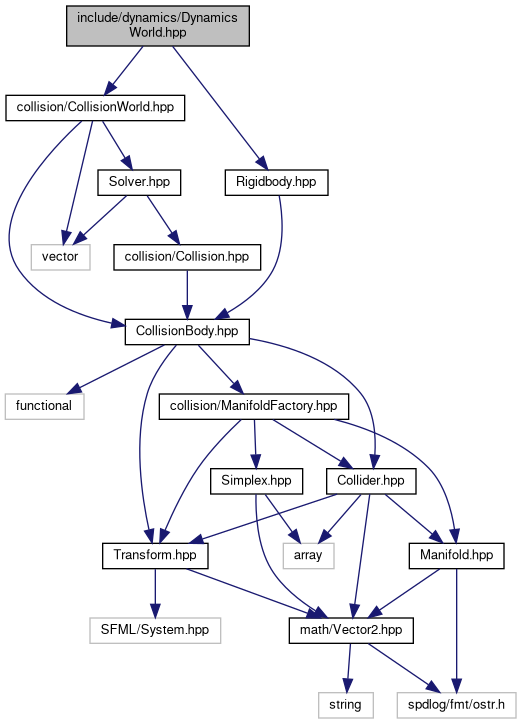 include/dynamics/Dynamics
World.hpp
collision/CollisionWorld.hpp
Solver.hpp
Rigidbody.hpp
vector
collision/Collision.hpp
CollisionBody.hpp
functional
collision/ManifoldFactory.hpp
Simplex.hpp
Collider.hpp
Transform.hpp
array
Manifold.hpp
SFML/System.hpp
math/Vector2.hpp
string
spdlog/fmt/ostr.h